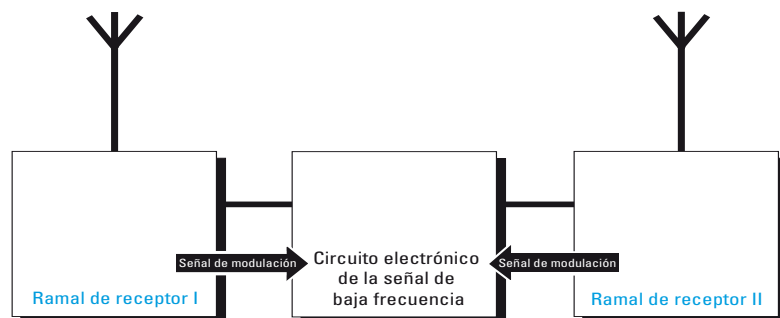 Señal de modulación
Circuito electrónico
de la señal de
baja frecuencia
Señal de modulación
Ramal de receptor I
Ramal de receptor II